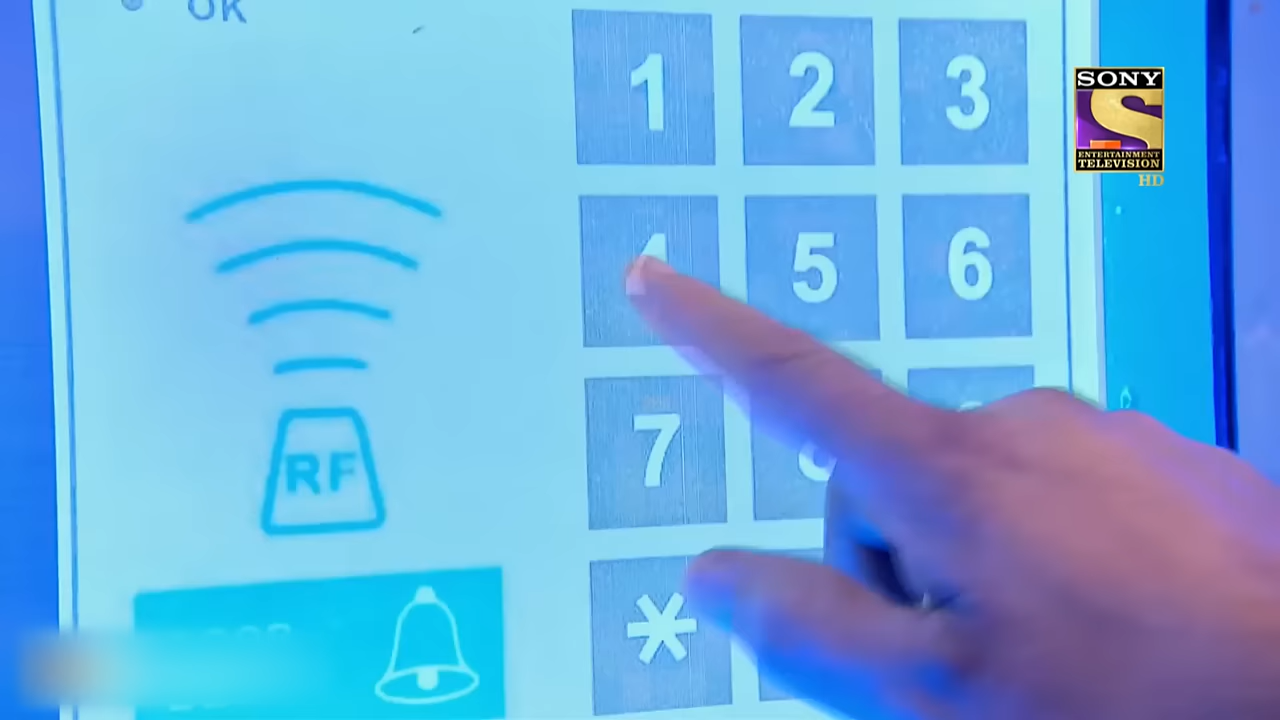 OK
1 2 3
4 5 6
7
*
RF
SONY
ENTERTAINMENT
TELEVISION
HD